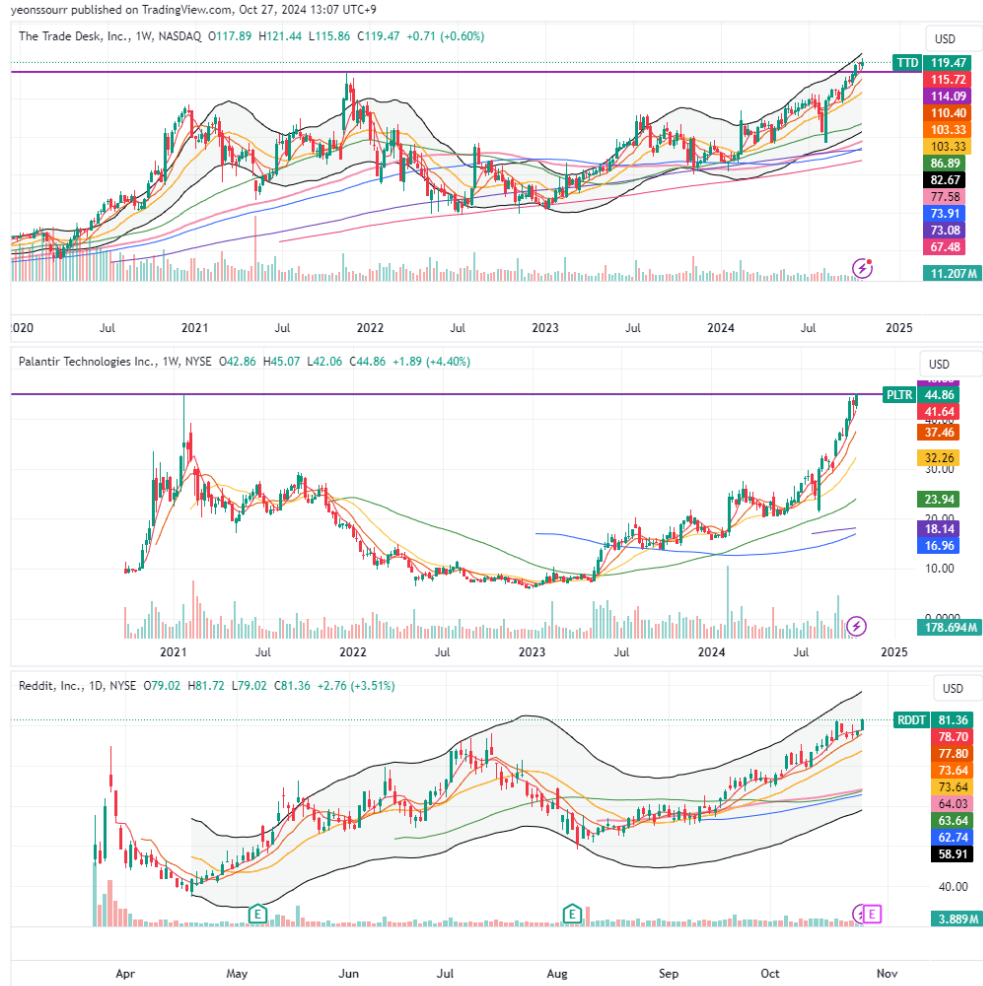 yeonssourr published on TradingView.com, Oct 27, 2024 13:07 UTC+9
The Trade Desk, Inc., 1W, NASDAQ O117.89 H121.44 L115.86 C119.47 +0.71 (+0.60%)
USD
TTD 119.47
115.72
114.09
110.40
103.33
103.33
86.89
82.67
77.58
73.91
73.08
67.48
11.207M
2020 Jul 2021 Jul 2022 Jul 2023 Jul 2024 Jul 2025
Palantir Technologies Inc., 1W, NYSE O42.86 H45.07 L42.06 C44.86 +1.89 (+4.40%)
USD
PLTR 44.86
41.64
40.00
37.46
32.26
30.00
23.94
20.00
18.14
16.96
10.00
0.0000
178.694M
2021 Jul 2022 Jul 2023 Jul 2024 Jul 2025
Reddit, Inc., 1D, NYSE O79.02 H81.72 L79.02 C81.36 +2.76 (+3.51%)
USD
RDDT 81.36
78.70
77.80
73.64
73.64
64.03
63.64
62.74
58.91
40.00
E E E
3.889M
Apr May Jun Jul Aug Sep Oct Nov